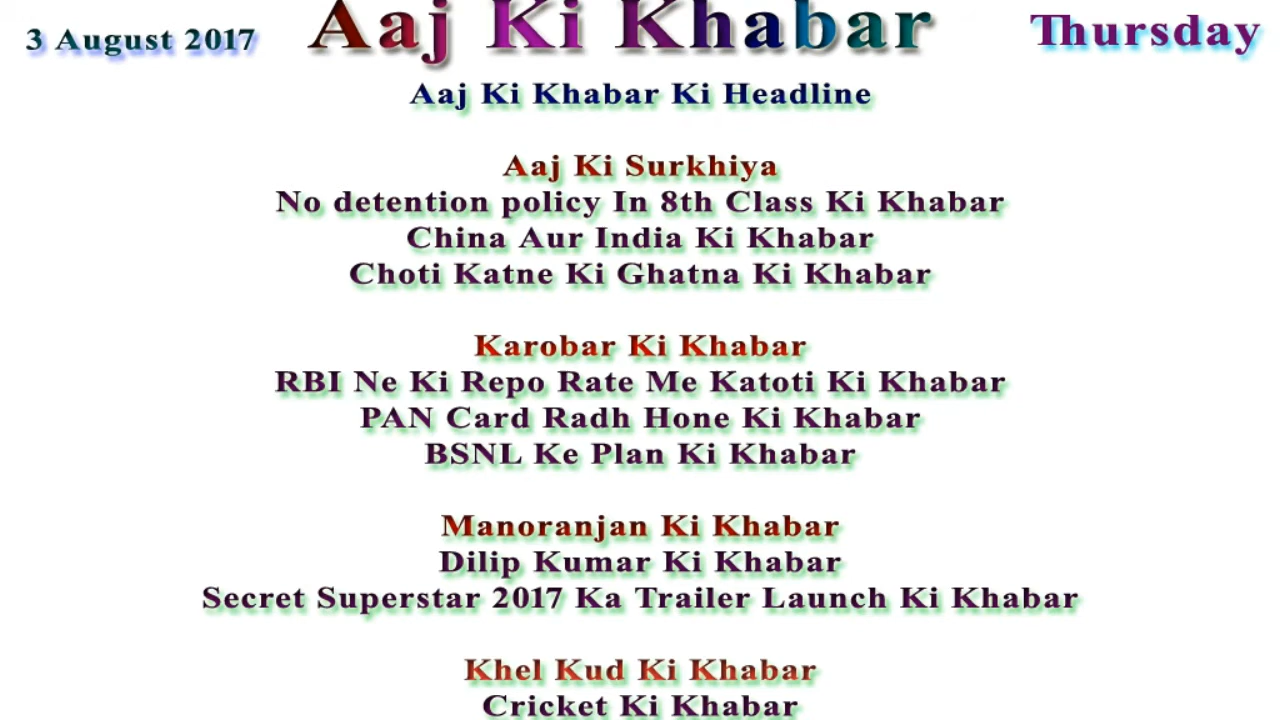 3 August 2017 Aaj Ki Khabar Thursday
Aaj Ki Khabar Ki Headline
Aaj Ki Surkhiya
No detention policy In 8th Class Ki Khabar
China Aur India Ki Khabar
Choti Katne Ki Ghatna Ki Khabar
Karobar Ki Khabar
RBI Ne Ki Repo Rate Me Katoti Ki Khabar
PAN Card Radh Hone Ki Khabar
BSNL Ke Plan Ki Khabar
Manoranjan Ki Khabar
Dilip Kumar Ki Khabar
Secret Superstar 2017 Ka Trailer Launch Ki Khabar
Khel Kud Ki Khabar
Cricket Ki Khabar